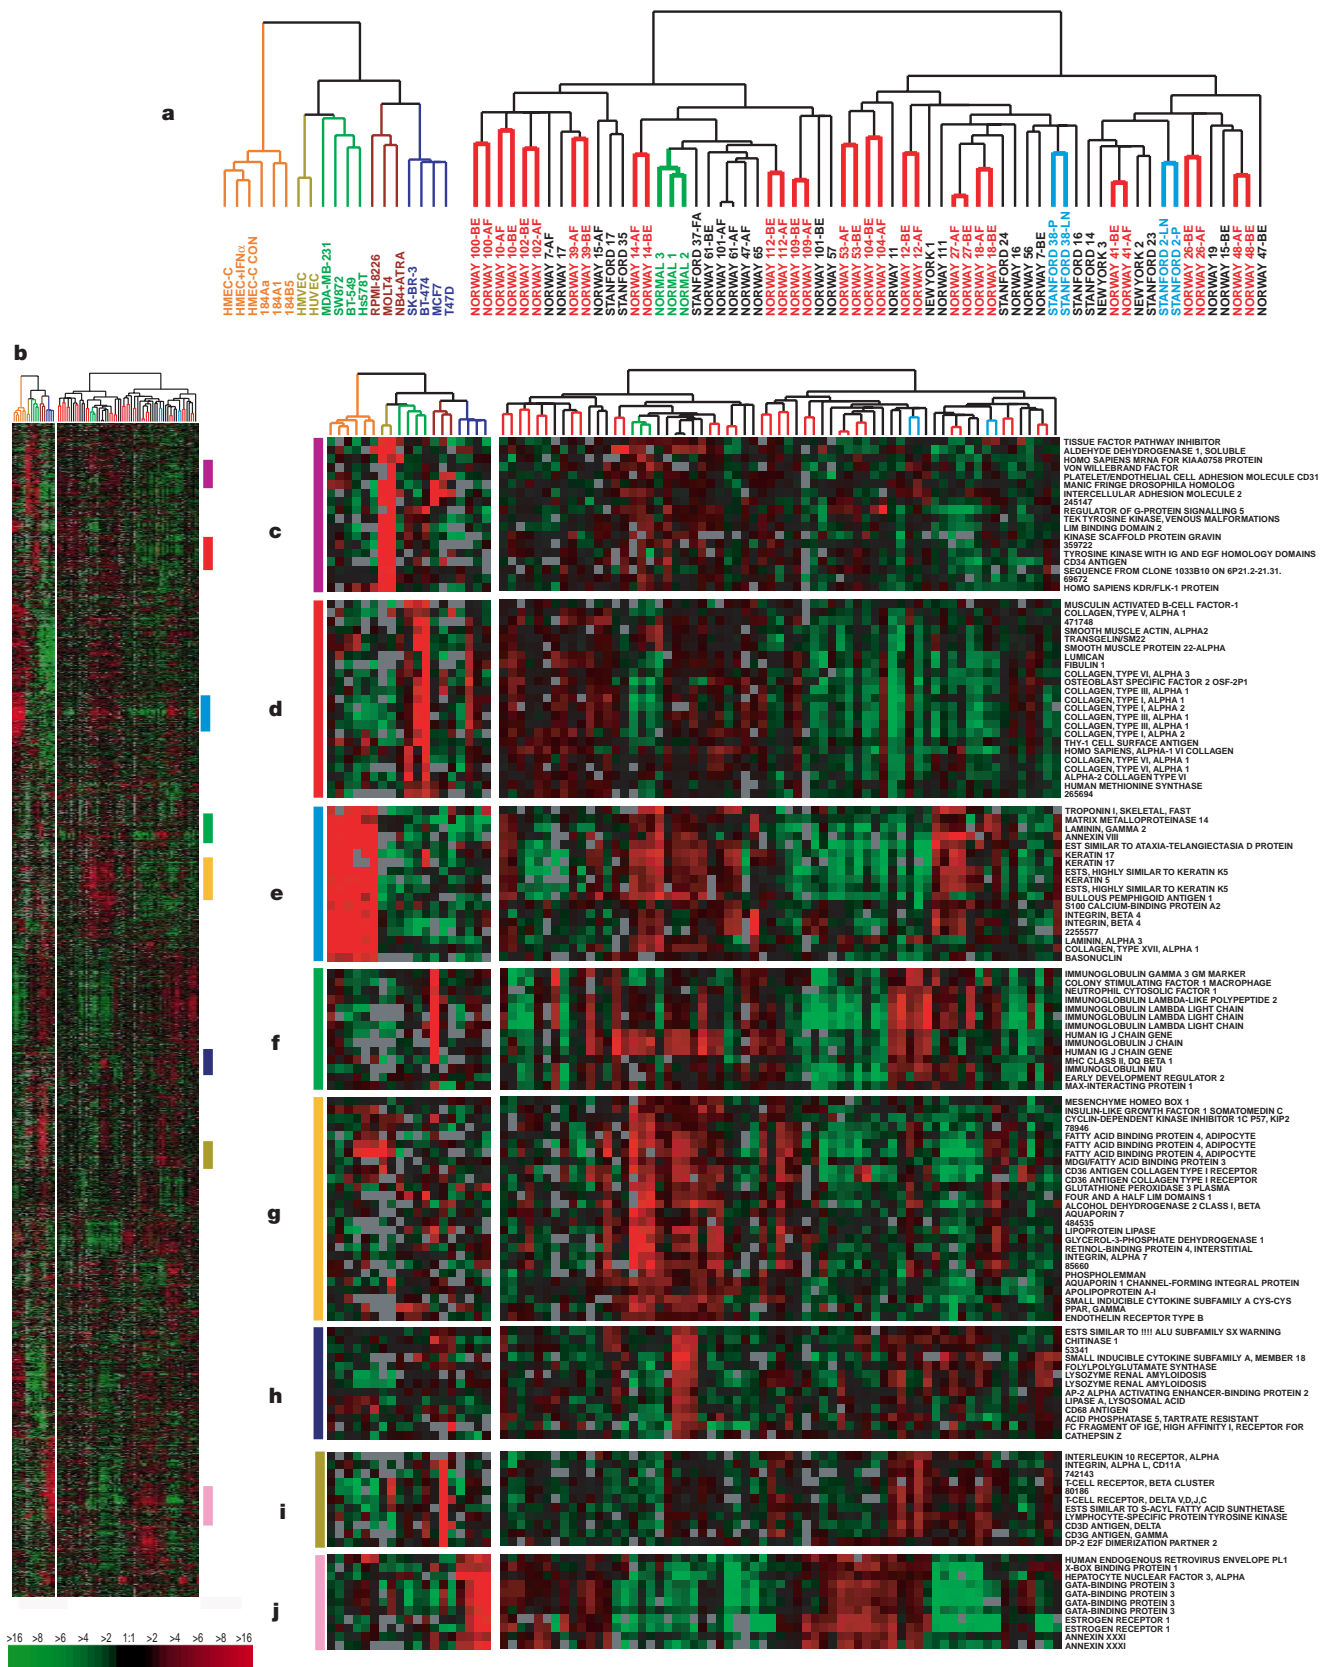 a
HMEC-C
HMEC+IFNα
HMEC-C CON
184Aa
184A1
184B5
HMVEC
HUVEC
MDA-MB-231
SW872
BT-549
Hs578T
RPMI-8226
MOLT4
NB4+ATRA
SK-BR-3
BT-474
MCF7
T47D
NORWAY 100-BE
NORWAY 100-AF
NORWAY 10-AF
NORWAY 10-BE
NORWAY 102-BE
NORWAY 102-AF
NORWAY 7-AF
NORWAY 17
NORWAY 39-AF
NORWAY 39-BE
NORWAY 15-AF
STANFORD 17
STANFORD 35
NORWAY 14-AF
NORWAY 14-BE
NORMAL 3
NORMAL 1
NORMAL 2
STANFORD 37-FA
NORWAY 61-BE
NORWAY 101-AF
NORWAY 61-AF
NORWAY 47-AF
NORWAY 65
NORWAY 112-BE
NORWAY 112-AF
NORWAY 109-BE
NORWAY 109-AF
NORWAY 101-BE
NORWAY 57
NORWAY 53-AF
NORWAY 53-BE
NORWAY 104-BE
NORWAY 104-AF
NORWAY 11
NORWAY 12-BE
NORWAY 12-AF
NEWYORK 1
NORWAY 111
NORWAY 27-AF
NORWAY 27-BE
NORWAY 18-AF
NORWAY 18-BE
STANFORD 24
NORWAY 16
NORWAY 56
NORWAY 7-BE
STANFORD 38-P
STANFORD 38-LN
STANFORD 16
STANFORD 14
NEWYORK 3
NORWAY 41-BE
NORWAY 41-AF
NEWYORK 2
STANFORD 23
STANFORD 2-LN
STANFORD 2-P
NORWAY 26-BE
NORWAY 26-AF
NORWAY 19
NORWAY 15-BE
NORWAY 48-AF
NORWAY 48-BE
NORWAY 47-BE
b
c
TISSUE FACTOR PATHWAY INHIBITOR
ALDEHYDE DEHYDROGENASE 1, SOLUBLE
HOMO SAPIENS MRNA FOR KIAA0758 PROTEIN
VON WILLEBRAND FACTOR
PLATELET/ENDOTHELIAL CELL ADHESION MOLECULE CD31
MANIC FRINGE DROSOPHILA HOMOLOG
INTERCELLULAR ADHESION MOLECULE 2
245147
REGULATOR OF G-PROTEIN SIGNALLING 5
TEK TYROSINE KINASE, VENOUS MALFORMATIONS
LIM BINDING DOMAIN 2
KINASE SCAFFOLD PROTEIN GRAVIN
359722
TYROSINE KINASE WITH IG AND EGF HOMOLOGY DOMAINS
CD34 ANTIGEN
SEQUENCE FROM CLONE 1033B10 ON 6P21.2-21.31.
69672
HOMO SAPIENS KDR/FLK-1 PROTEIN
d
MUSCULIN ACTIVATED B-CELL FACTOR-1
COLLAGEN, TYPE V, ALPHA 1
471748
SMOOTH MUSCLE ACTIN, ALPHA2
TRANSGELIN/SM22
SMOOTH MUSCLE PROTEIN 22-ALPHA
LUMICAN
FIBULIN 1
COLLAGEN, TYPE VI, ALPHA 3
OSTEOBLAST SPECIFIC FACTOR 2 OSF-2P1
COLLAGEN, TYPE III, ALPHA 1
COLLAGEN, TYPE I, ALPHA 1
COLLAGEN, TYPE I, ALPHA 2
COLLAGEN, TYPE III, ALPHA 1
COLLAGEN, TYPE III, ALPHA 1
COLLAGEN, TYPE I, ALPHA 2
THY-1 CELL SURFACE ANTIGEN
HOMO SAPIENS, ALPHA-1 VI COLLAGEN
COLLAGEN, TYPE VI, ALPHA 1
COLLAGEN, TYPE VI, ALPHA 1
ALPHA-2 COLLAGEN TYPE VI
HUMAN METHIONINE SYNTHASE
265694
e
TROPONIN I, SKELETAL, FAST
MATRIX METALLOPROTEINASE 14
LAMININ, GAMMA 2
ANNEXIN VIII
EST SIMILAR TO ATAXIA-TELANGIECTASIA D PROTEIN
KERATIN 17
KERATIN 17
ESTS, HIGHLY SIMILAR TO KERATIN K5
KERATIN 5
ESTS, HIGHLY SIMILAR TO KERATIN K5
BULLOUS PEMPHIGOID ANTIGEN 1
S100 CALCIUM-BINDING PROTEIN A2
INTEGRIN, BETA 4
INTEGRIN, BETA 4
2255577
LAMININ, ALPHA 3
COLLAGEN, TYPE XVII, ALPHA 1
BASONUCLIN
f
IMMUNOGLOBULIN GAMMA 3 GM MARKER
COLONY STIMULATING FACTOR 1 MACROPHAGE
NEUTROPHIL CYTOSOLIC FACTOR 1
IMMUNOGLOBULIN LAMBDA-LIKE POLYPEPTIDE 2
IMMUNOGLOBULIN LAMBDA LIGHT CHAIN
IMMUNOGLOBULIN LAMBDA LIGHT CHAIN
IMMUNOGLOBULIN LAMBDA LIGHT CHAIN
HUMAN IG J CHAIN GENE
IMMUNOGLOBULIN J CHAIN
HUMAN IG J CHAIN GENE
MHC CLASS II, DQ BETA 1
IMMUNOGLOBULIN MU
EARLY DEVELOPMENT REGULATOR 2
MAX-INTERACTING PROTEIN 1
g
MESENCHYME HOMEO BOX 1
INSULIN-LIKE GROWTH FACTOR 1 SOMATOMEDIN C
CYCLIN-DEPENDENT KINASE INHIBITOR 1C P57, KIP2
78946
FATTY ACID BINDING PROTEIN 4, ADIPOCYTE
FATTY ACID BINDING PROTEIN 4, ADIPOCYTE
FATTY ACID BINDING PROTEIN 4, ADIPOCYTE
MDGI/FATTY ACID BINDING PROTEIN 3
CD36 ANTIGEN COLLAGEN TYPE I RECEPTOR
CD36 ANTIGEN COLLAGEN TYPE I RECEPTOR
GLUTATHIONE PEROXIDASE 3 PLASMA
FOUR AND A HALF LIM DOMAINS 1
ALCOHOL DEHYDROGENASE 2 CLASS I, BETA
AQUAPORIN 7
484535
LIPOPROTEIN LIPASE
GLYCEROL-3-PHOSPHATE DEHYDROGENASE 1
RETINOL-BINDING PROTEIN 4, INTERSTITIAL
INTEGRIN, ALPHA 7
85660
PHOSPHOLEMMAN
AQUAPORIN 1 CHANNEL-FORMING INTEGRAL PROTEIN
APOLIPOPROTEIN A-I
SMALL INDUCIBLE CYTOKINE SUBFAMILY A CYS-CYS
PPAR, GAMMA
ENDOTHELIN RECEPTOR TYPE B
h
ESTS SIMILAR TO !!!! ALU SUBFAMILY SX WARNING
CHITINASE 1
53341
SMALL INDUCIBLE CYTOKINE SUBFAMILY A, MEMBER 18
FOLYLPOLYGLUTAMATE SYNTHASE
LYSOZYME RENAL AMYLOIDOSIS
LYSOZYME RENAL AMYLOIDOSIS
AP-2 ALPHA ACTIVATING ENHANCER-BINDING PROTEIN 2
LIPASE A, LYSOSOMAL ACID
CD68 ANTIGEN
ACID PHOSPHATASE 5, TARTRATE RESISTANT
FC FRAGMENT OF IGE, HIGH AFFINITY I, RECEPTOR FOR
CATHEPSIN Z
i
INTERLEUKIN 10 RECEPTOR, ALPHA
INTEGRIN, ALPHA L, CD11A
742143
T-CELL RECEPTOR, BETA CLUSTER
80186
T-CELL RECEPTOR, DELTA V,D,J,C
ESTS SIMILAR TO S-ACYL FATTY ACID SUNTHETASE
LYMPHOCYTE-SPECIFIC PROTEIN TYROSINE KINASE
CD3D ANTIGEN, DELTA
CD3G ANTIGEN, GAMMA
DP-2 E2F DIMERIZATION PARTNER 2
j
HUMAN ENDOGENOUS RETROVIRUS ENVELOPE PL1
X-BOX BINDING PROTEIN 1
HEPATOCYTE NUCLEAR FACTOR 3, ALPHA
GATA-BINDING PROTEIN 3
GATA-BINDING PROTEIN 3
GATA-BINDING PROTEIN 3
GATA-BINDING PROTEIN 3
ESTROGEN RECEPTOR 1
ESTROGEN RECEPTOR 1
ANNEXIN XXXI
ANNEXIN XXXI
>16 >8 >6 >4 >2 1:1 >2 >4 >6 >8 >16